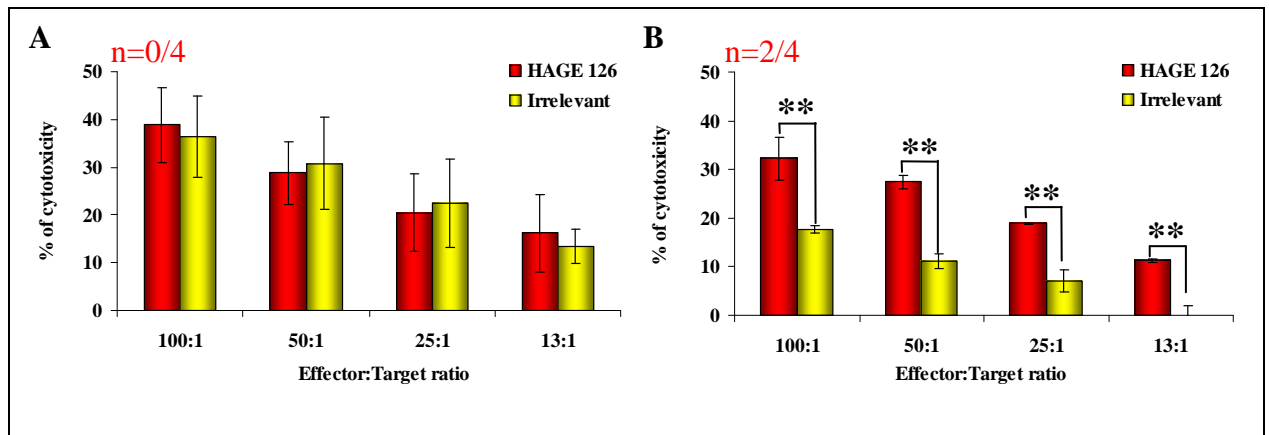 A
n=0/4
HAGE 126
Irrelevant
% of cytotoxicity
50
40
30
20
10
0
100:1
50:1
25:1
13:1
Effector:Target ratio
B
n=2/4
HAGE 126
Irrelevant
% of cytotoxicity
50
40
30
20
10
0
**
**
**
**
100:1
50:1
25:1
13:1
Effector:Target ratio